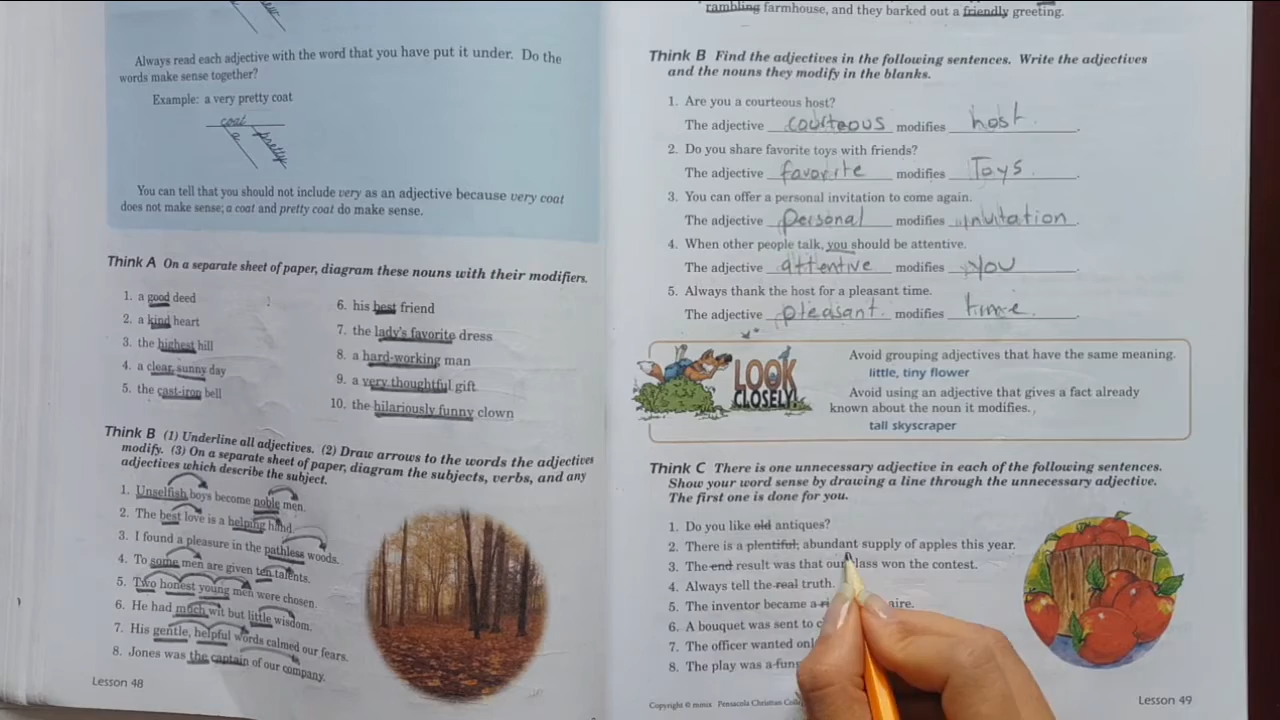 Always read each adjective with the word that you have put it under. Do the
words make sense together?
Example: a very pretty coat
coat
a pretty
You can tell that you should not include very as an adjective because very coat
does not make sense; a coat and pretty coat do make sense.
Think A On a separate sheet of paper, diagram these nouns with their modifiers.
1. a good deed
2. a kind heart
3. the highest hill
4. a clear, sunny day
5. the cast-iron bell
6. his best friend
7. the lady's favorite dress
8. a hard-working man
9. a very thoughtful gift
10. the hilariously funny clown
Think B (1) Underline all adjectives. (2) Draw arrows to the words the adjectives
modify. (3) On a separate sheet of paper, diagram the subjects, verbs, and any
adjectives which describe the subject.
1. Unselfish boys become noble men.
2. The best love is a helping hand
3. I found a pleasure in the pathless woods.
4. To some men are given ten talents.
5. Two honest young men were chosen.
6. He had much wit but little wisdom.
7. His gentle, helpful words calmed our fears.
8. Jones was the captain of our company.
Lesson 48
rambling farmhouse, and they barked out a friendly greeting.
Think B Find the adjectives in the following sentences. Write the adjectives
and the nouns they modify in the blanks.
1. Are you a courteous host?
The adjective courteous modifies host.
2. Do you share favorite toys with friends?
The adjective favorite modifies Toys.
3. You can offer a personal invitation to come again.
The adjective personal modifies invitation.
4. When other people talk, you should be attentive.
The adjective attentive modifies you.
5. Always thank the host for a pleasant time.
The adjective pleasant modifies time.
LOOK
CLOSELY!
Avoid grouping adjectives that have the same meaning.
little, tiny flower
Avoid using an adjective that gives a fact already
known about the noun it modifies.
tall skyscraper
Think C There is one unnecessary adjective in each of the following sentences.
Show your word sense by drawing a line through the unnecessary adjective.
The first one is done for you.
1. Do you like old antiques?
2. There is a plentiful, abundant supply of apples this year.
3. The end result was that our class won the contest.
4. Always tell the real truth.
5. The inventor became a
6. A bouquet was sent to
7. The officer wanted
8. The play was a
Pensacola Christian
Lesson 49